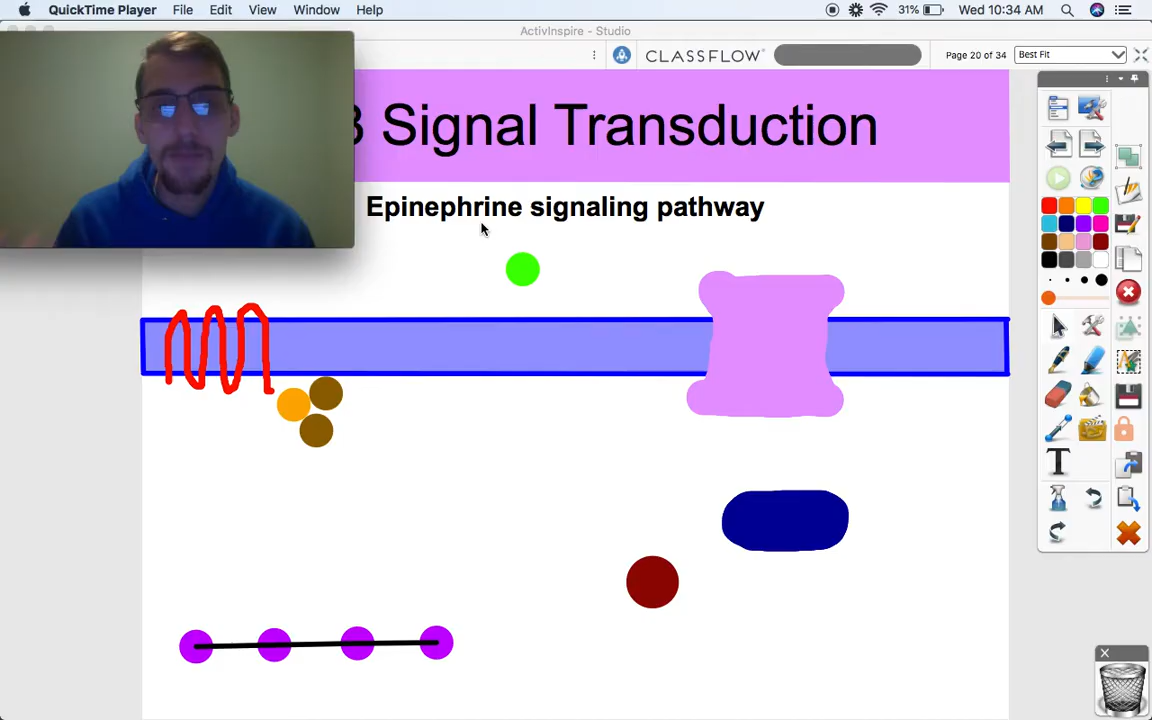 QuickTime Player File Edit View Window Help 31% Wed 10:34 AM
ActivInspire - Studio
CLASSFLOW Page 20 of 34 Best Fit
Signal Transduction
Epinephrine signaling pathway
T